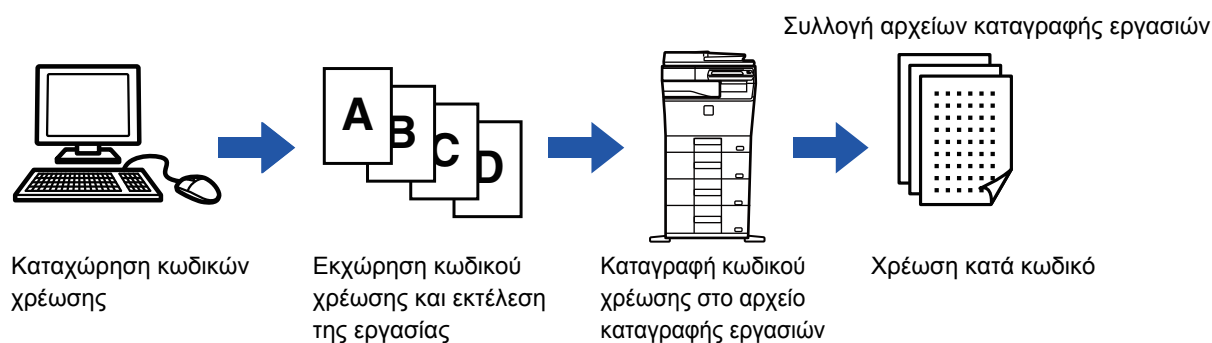 Συλλογή αρχείων καταγραφής εργασιών
A
B
C
D
Καταχώρηση κωδικών
χρέωσης
Εκχώρηση κωδικού
χρέωσης και εκτέλεση
της εργασίας
Καταγραφή κωδικού
χρέωσης στο αρχείο
καταγραφής εργασιών
Χρέωση κατά κωδικό